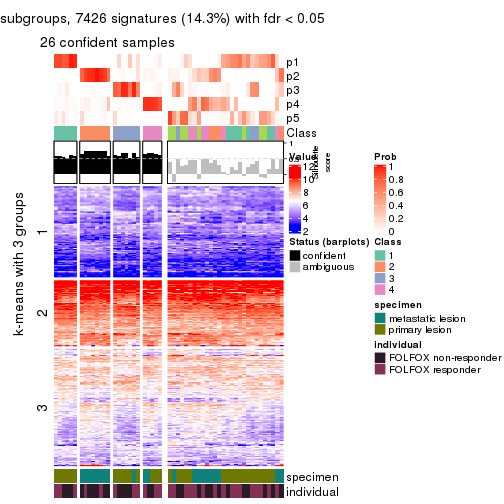 subgroups, 7426 signatures (14.3%) with fdr < 0.05
26 confident samples
p1
p2
p3
p4
p5
Class
1
Silhouette
score
Value
12
10
8
6
4
2
Prob
1
0.8
0.6
0.4
0.2
0
Status (barplots)
confident
ambiguous
Class
1
2
3
4
specimen
metastatic lesion
primary lesion
individual
FOLFOX non-responder
FOLFOX responder
k-means with 3 groups
1
2
3
specimen
individual